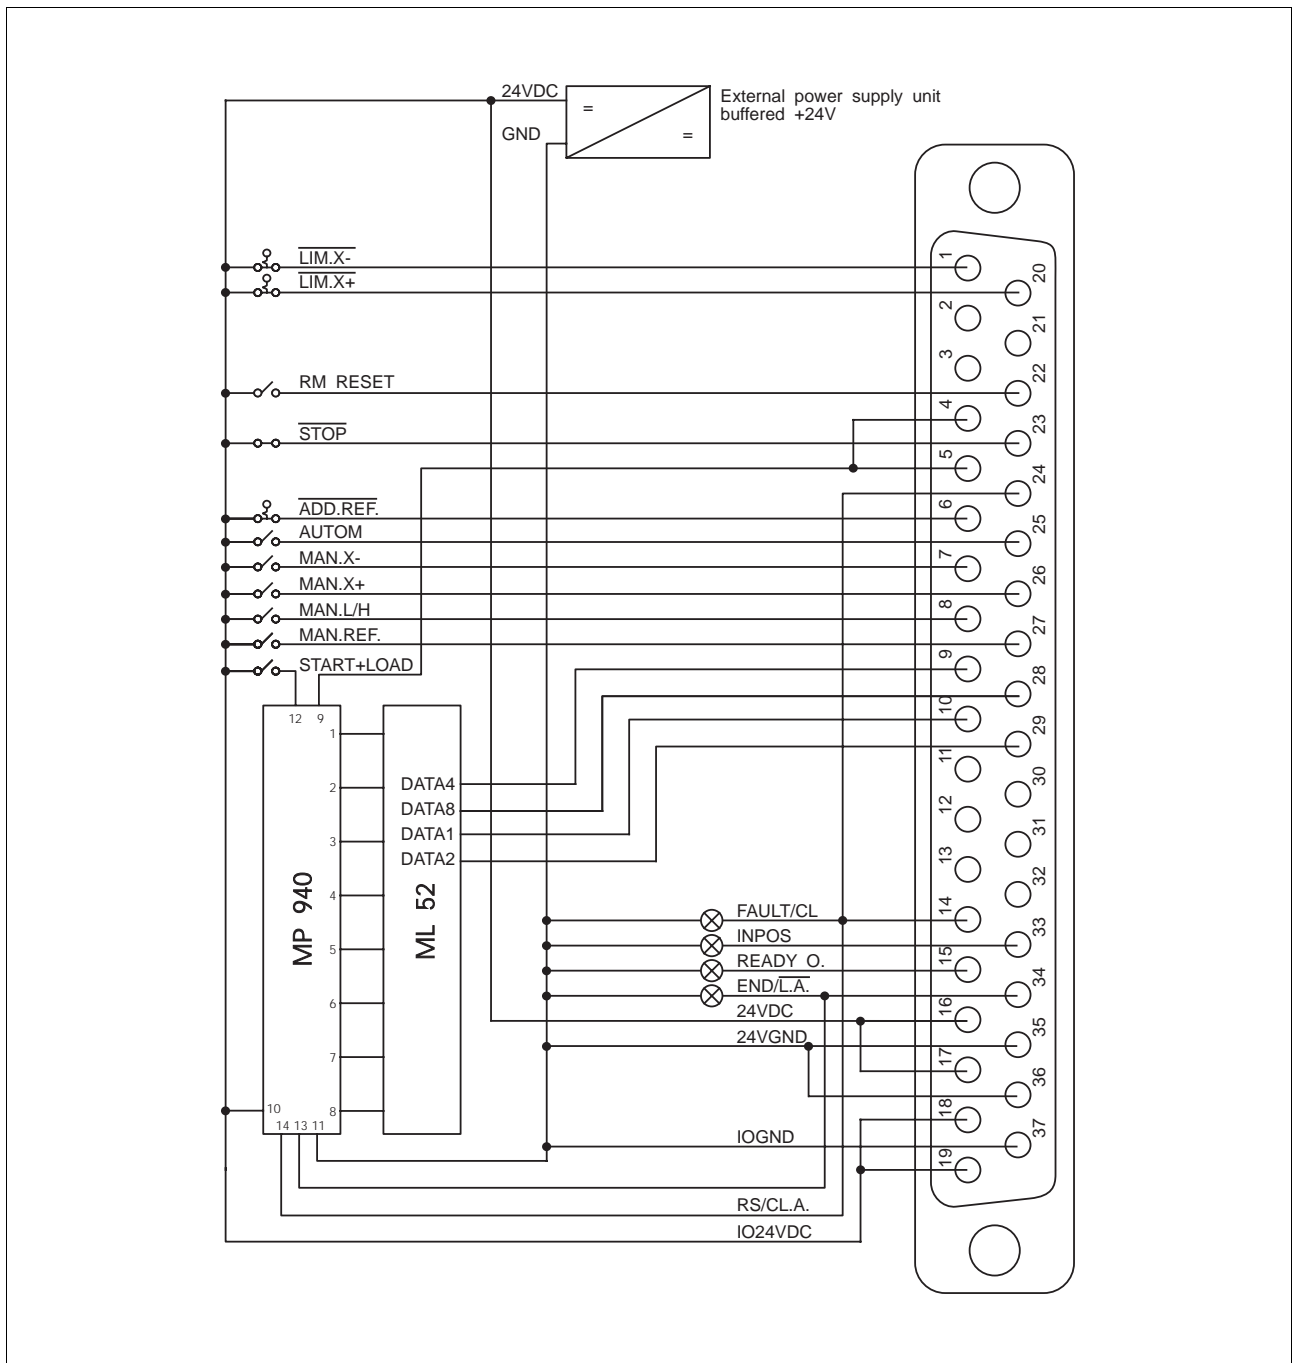 24VDC
=
External power supply unit
buffered +24V
GND
=
LIM.X-
LIM.X+
RM RESET
STOP
ADD.REF.
AUTOM
MAN.X-
MAN.X+
MAN.L/H
MAN.REF.
START+LOAD
12 9
1
2
3
4
5
6
7
8
10
14 13 11
MP 940
DATA4
DATA8
DATA1
DATA2
ML 52
FAULT/CL
INPOS
READY O.
END/L.A.
24VDC
24VGND
IOGND
RS/CL.A.
IO24VDC
1
20
2
21
3
22
4
23
5
24
6
25
7
26
8
27
9
28
10
29
11
30
12
31
13
32
14
33
15
34
16
35
17
36
18
37
19